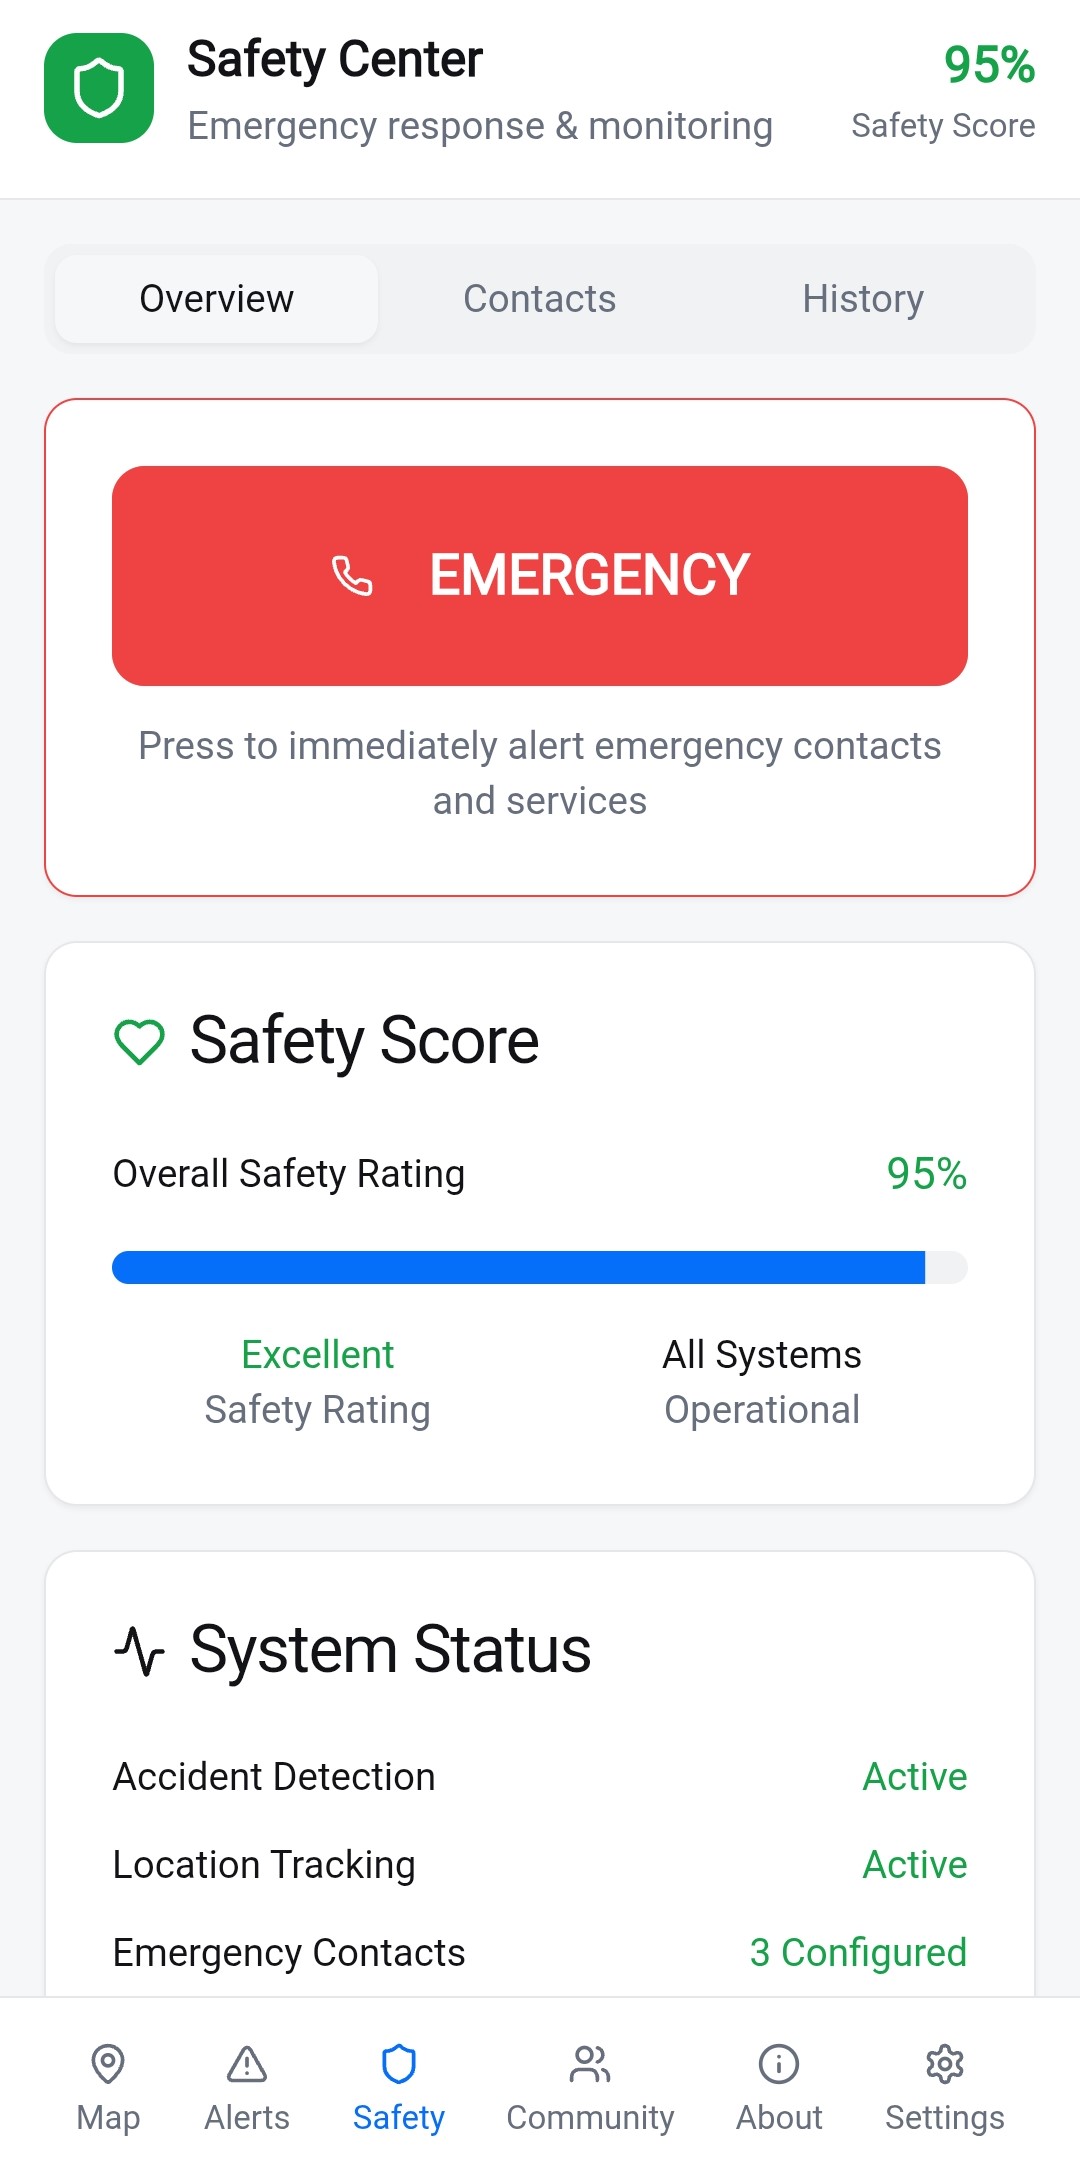 Safety Center
Emergency response & monitoring
95%
Safety Score
Overview
Contacts
History
EMERGENCY
Press to immediately alert emergency contacts
and services
Safety Score
Overall Safety Rating
95%
Excellent
Safety Rating
All Systems
Operational
System Status
Accident Detection
Active
Location Tracking
Active
Emergency Contacts
3 Configured
Map
Alerts
Safety
Community
About
Settings